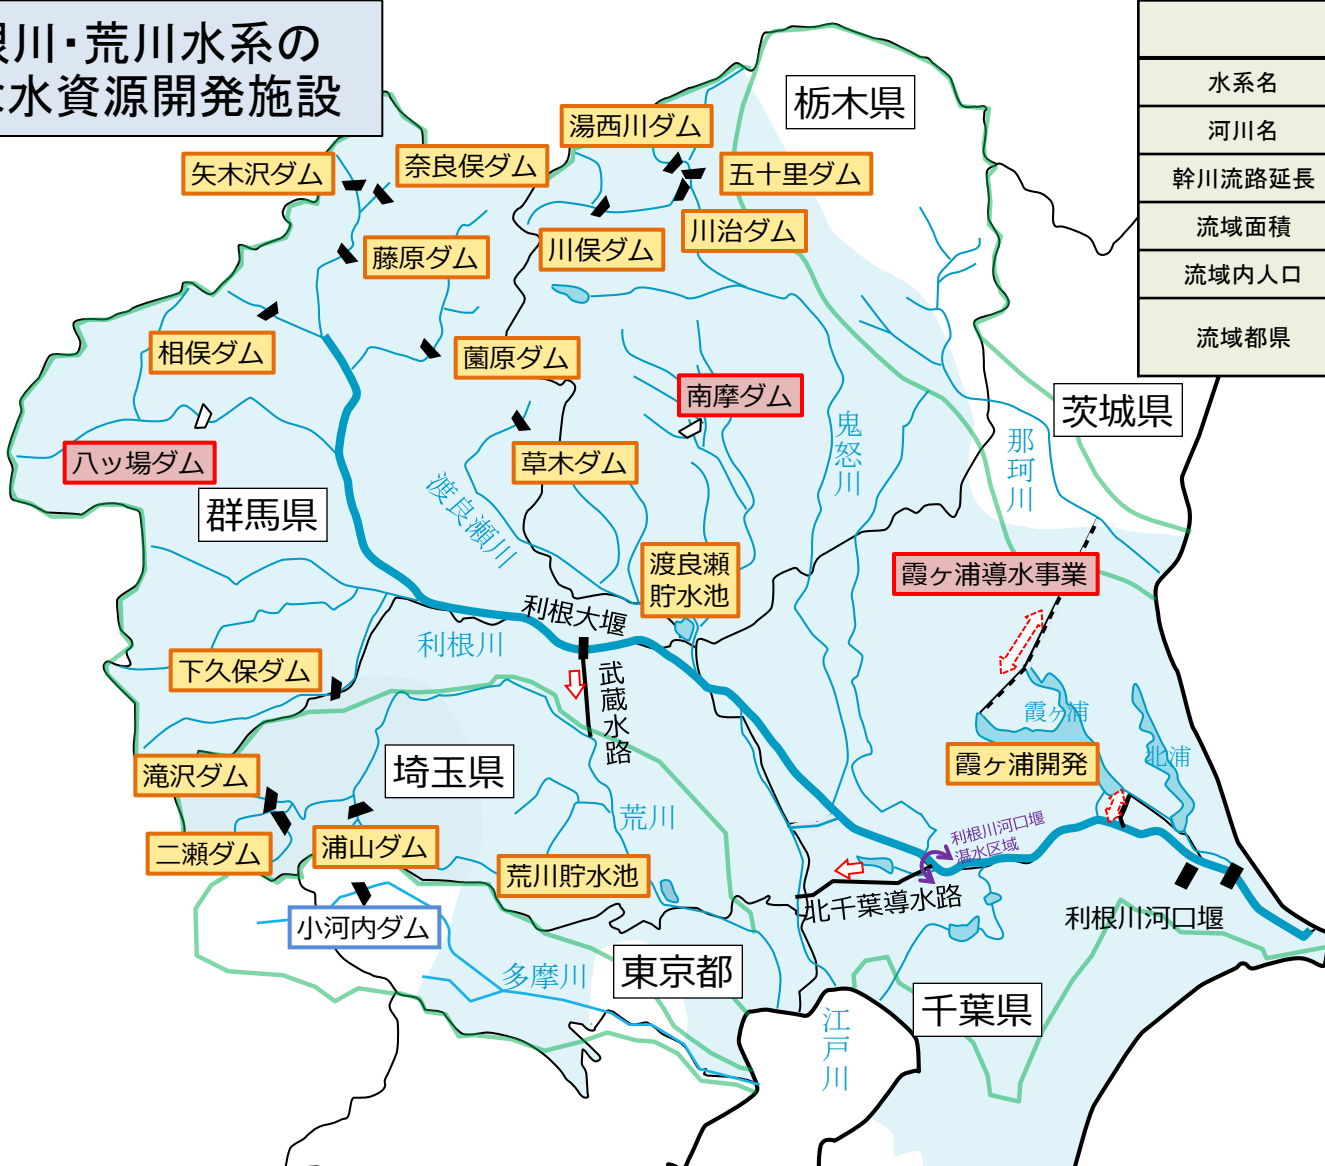 川・荒川水系の
水資源開発施設
水系名
河川名
幹川流路延長
流域面積
流域内人口
流域都県
栃木県
湯西川ダム
奈良俣ダム
矢木沢ダム
五十里ダム
川治ダム
川俣ダム
藤原ダム
相俣ダム
薗原ダム
南摩ダム
茨城県
鬼怒川
那珂川
八ッ場ダム
草木ダム
渡良瀬川
群馬県
渡良瀬
貯水池
霞ヶ浦導水事業
利根大堰
利根川
下久保ダム
武蔵水路
霞ヶ浦
北浦
霞ヶ浦開発
滝沢ダム
埼玉県
荒川
利根川河口堰
湛水区域
二瀬ダム
浦山ダム
荒川貯水池
北千葉導水路
利根川河口堰
小河内ダム
多摩川
東京都
千葉県
江戸川